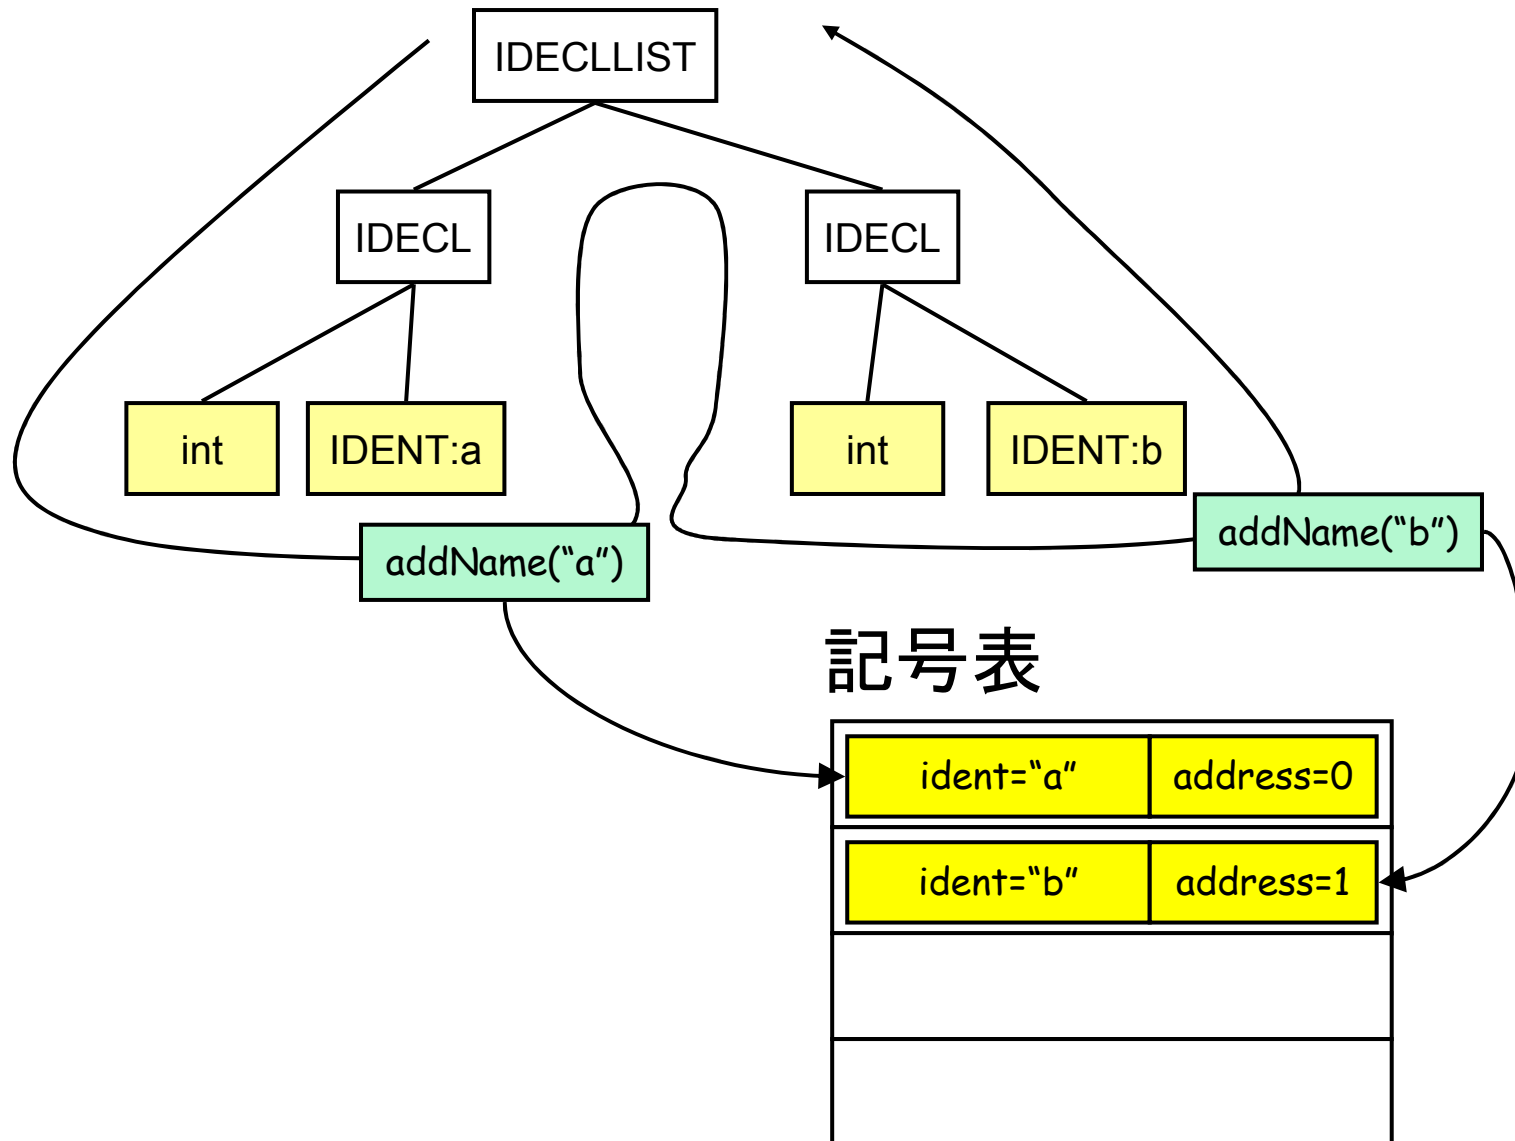 IDECLLIST
IDECL
IDECL
int
IDENT:a
int
IDENT:b
addName(“a”)
addName(“b”)
記号表
ident=“a” address=0
ident=“b” address=1